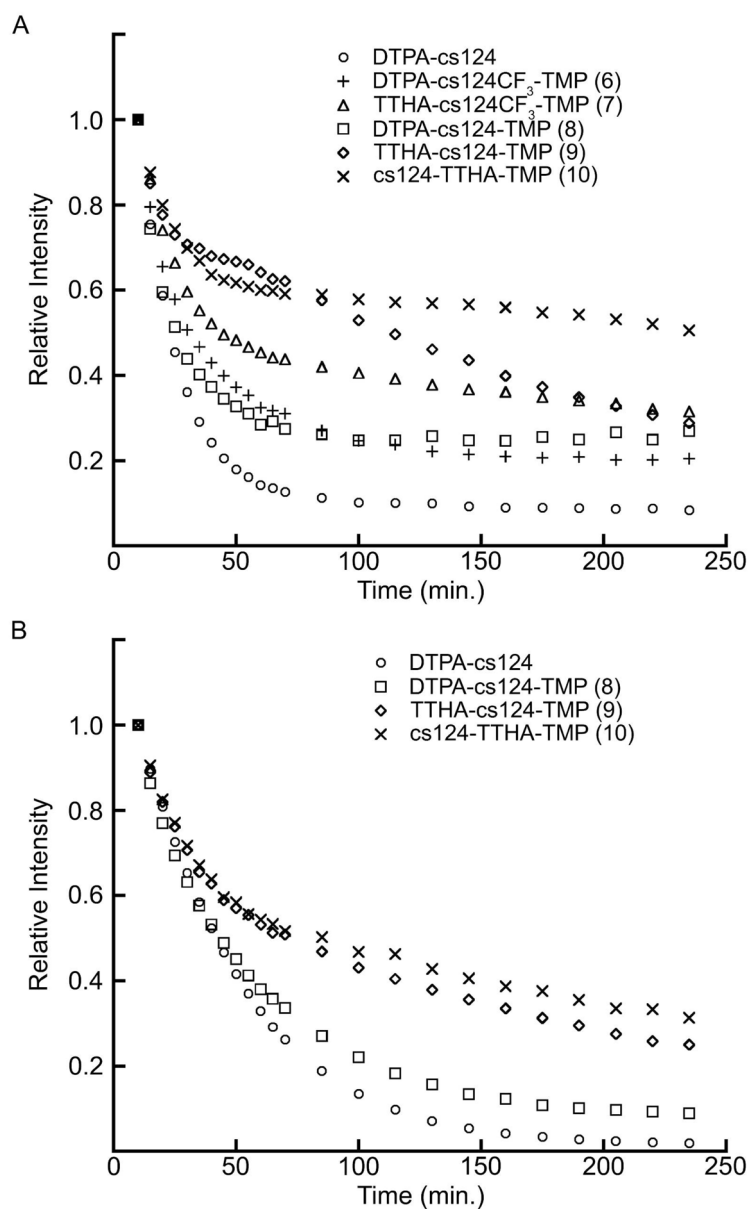 A
DTPA-cs124
DTPA-cs124CF3-TMP (6)
TTHA-cs124CF3-TMP (7)
DTPA-cs124-TMP (8)
TTHA-cs124-TMP (9)
cs124-TTHA-TMP (10)
1.0
0.8
0.6
0.4
0.2
Relative Intensity
0 50 100 150 200 250
Time (min.)
B
DTPA-cs124
DTPA-cs124-TMP (8)
TTHA-cs124-TMP (9)
cs124-TTHA-TMP (10)
1.0
0.8
0.6
0.4
0.2
Relative Intensity
0 50 100 150 200 250
Time (min.)